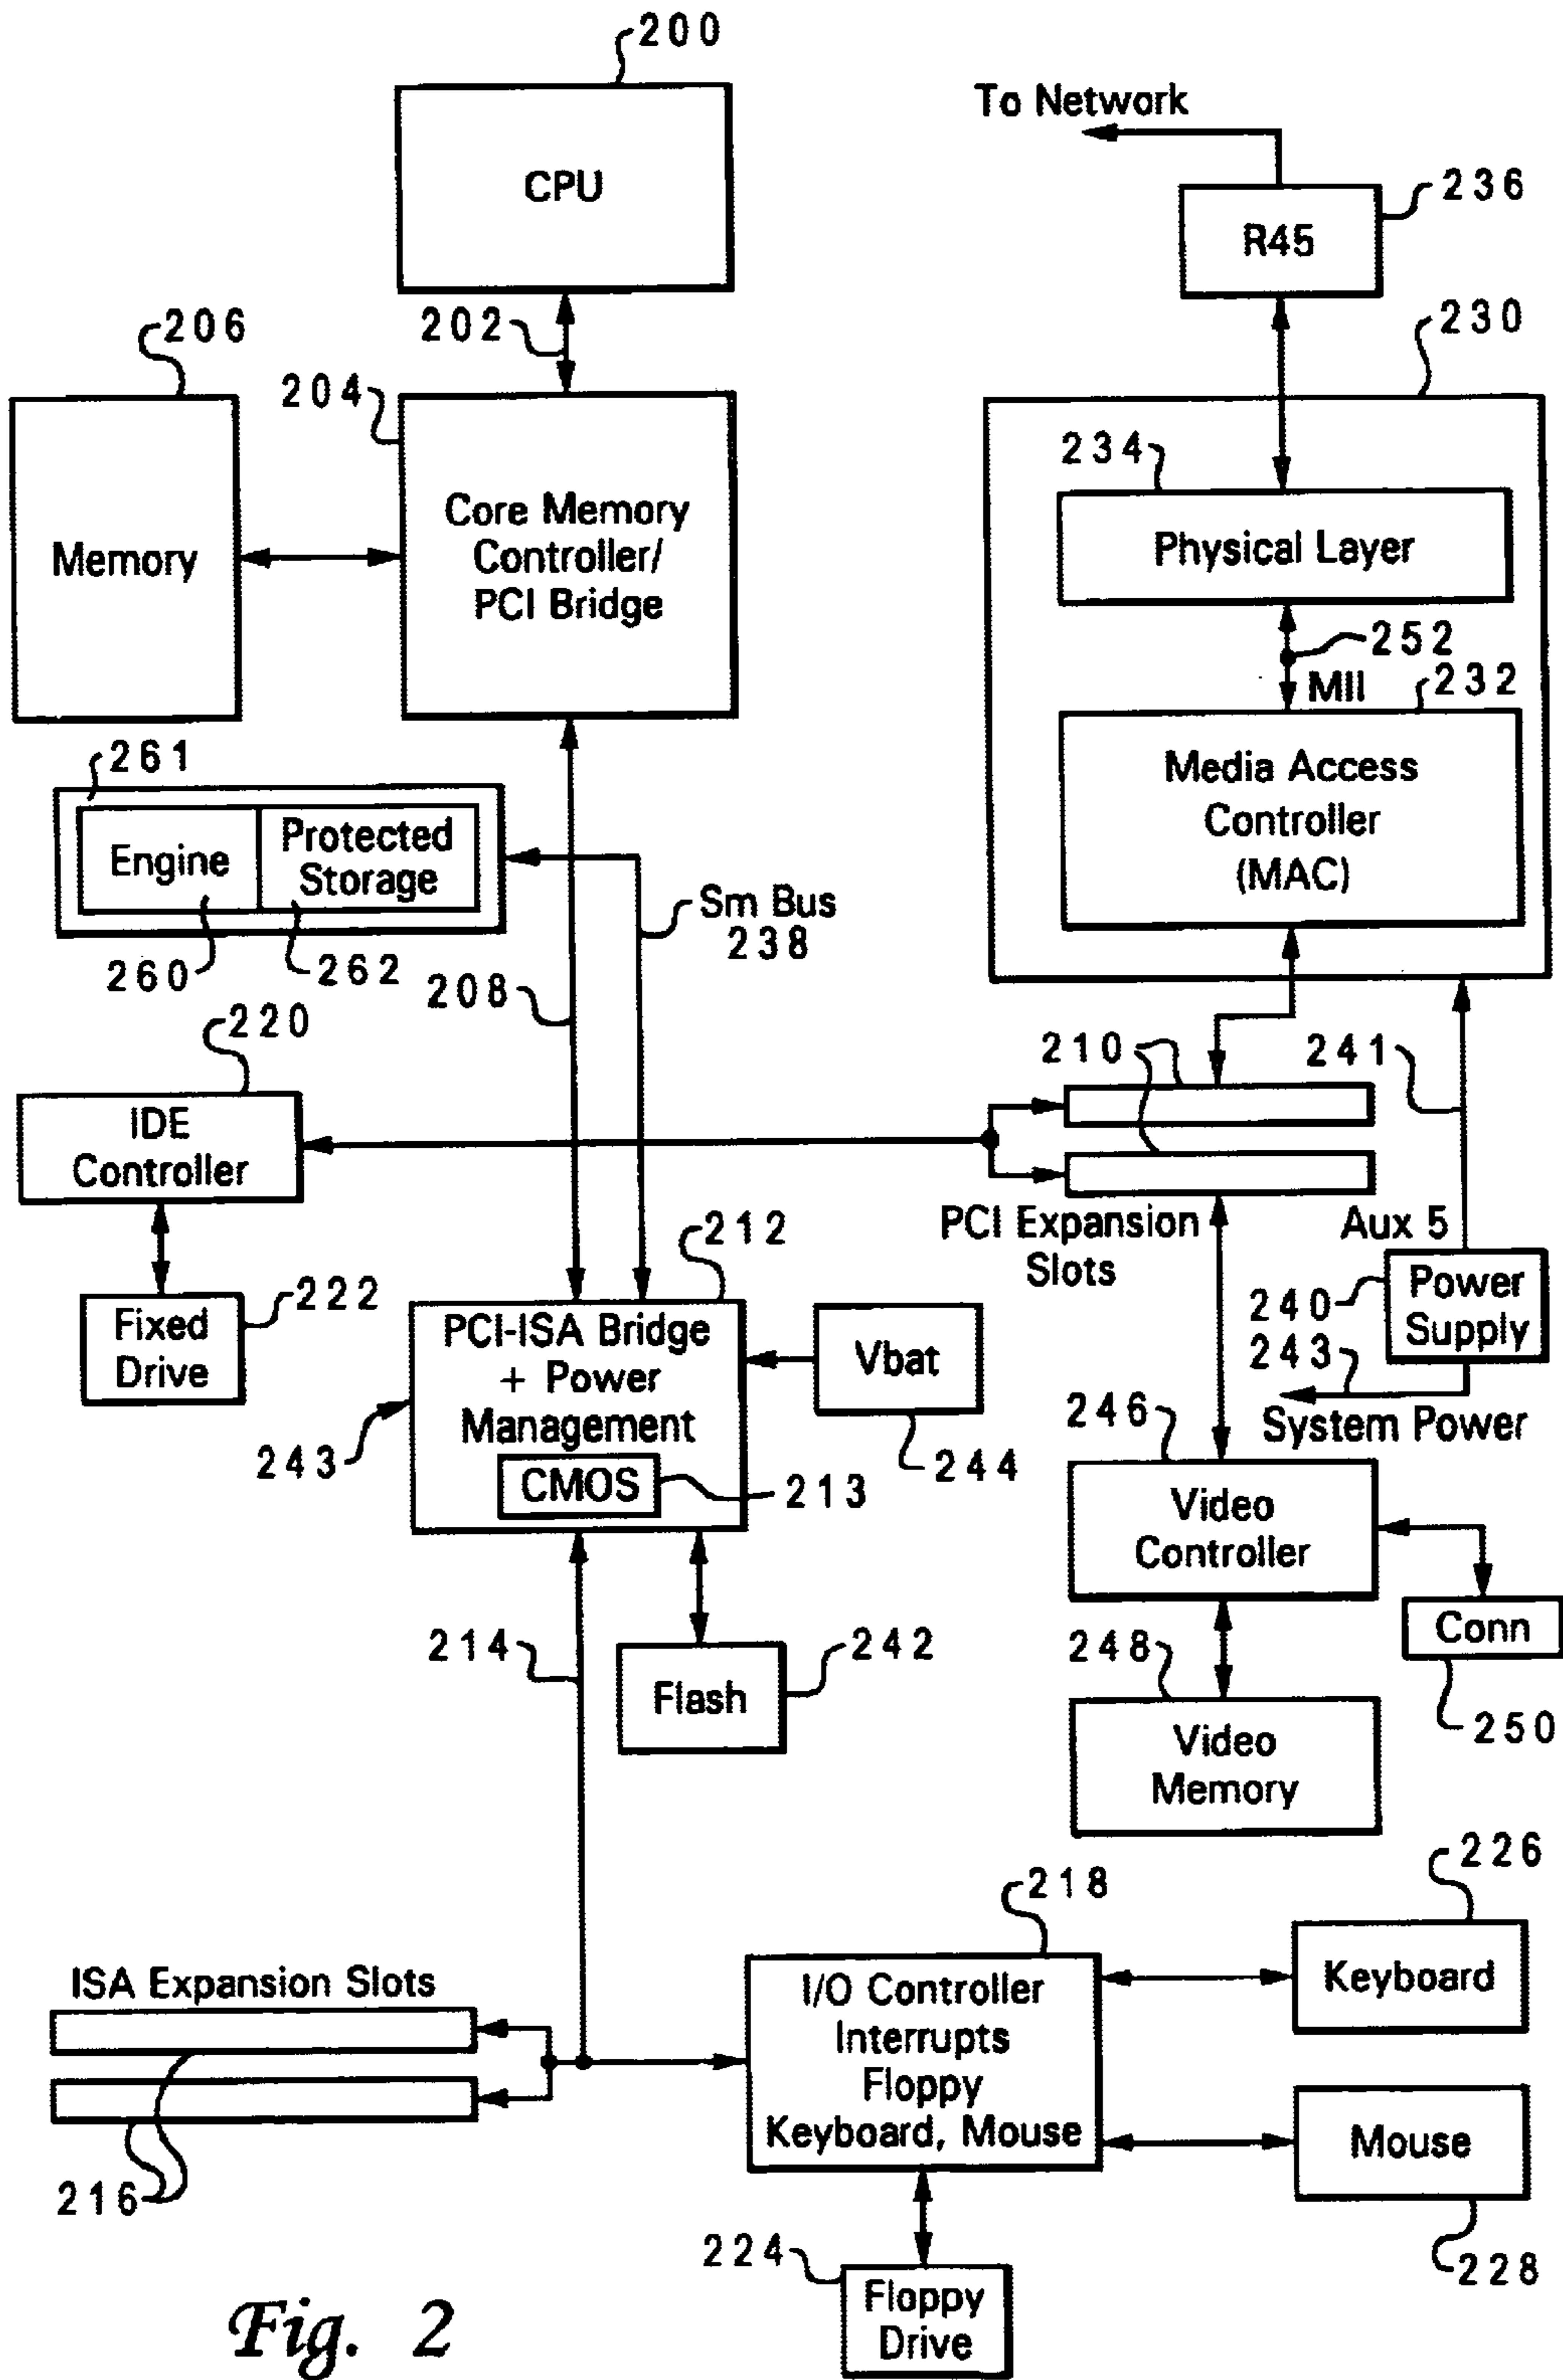 200
CPU
To Network
236
R45
202
206
204
230
Memory
Core Memory
Controller/
PCI Bridge
234
Physical Layer
252
MII
232
Media Access
Controller
(MAC)
261
Engine
Protected
Storage
260
262
Sm Bus
238
208
220
IDE
Controller
210
241
PCI Expansion
Slots
Aux 5
222
Fixed
Drive
212
PCI-ISA Bridge
+ Power
Management
CMOS
213
243
Vbat
244
240
Power
Supply
243
System Power
246
Video
Controller
Conn
250
214
242
Flash
248
Video
Memory
226
218
ISA Expansion Slots
I/O Controller
Interrupts
Floppy
Keyboard, Mouse
Keyboard
Mouse
216
228
224
Floppy
Drive
Fig. 2